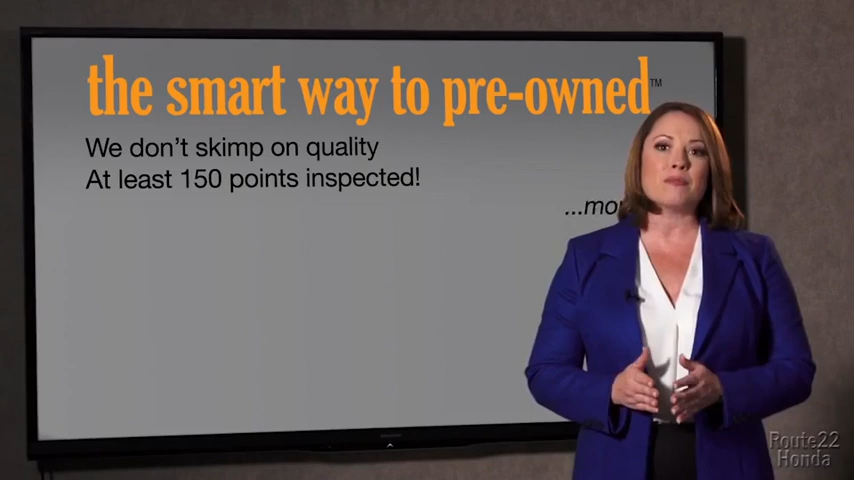 the smart way to pre-owned™
We don't skimp on quality
At least 150 points inspected!
Route22
Honda